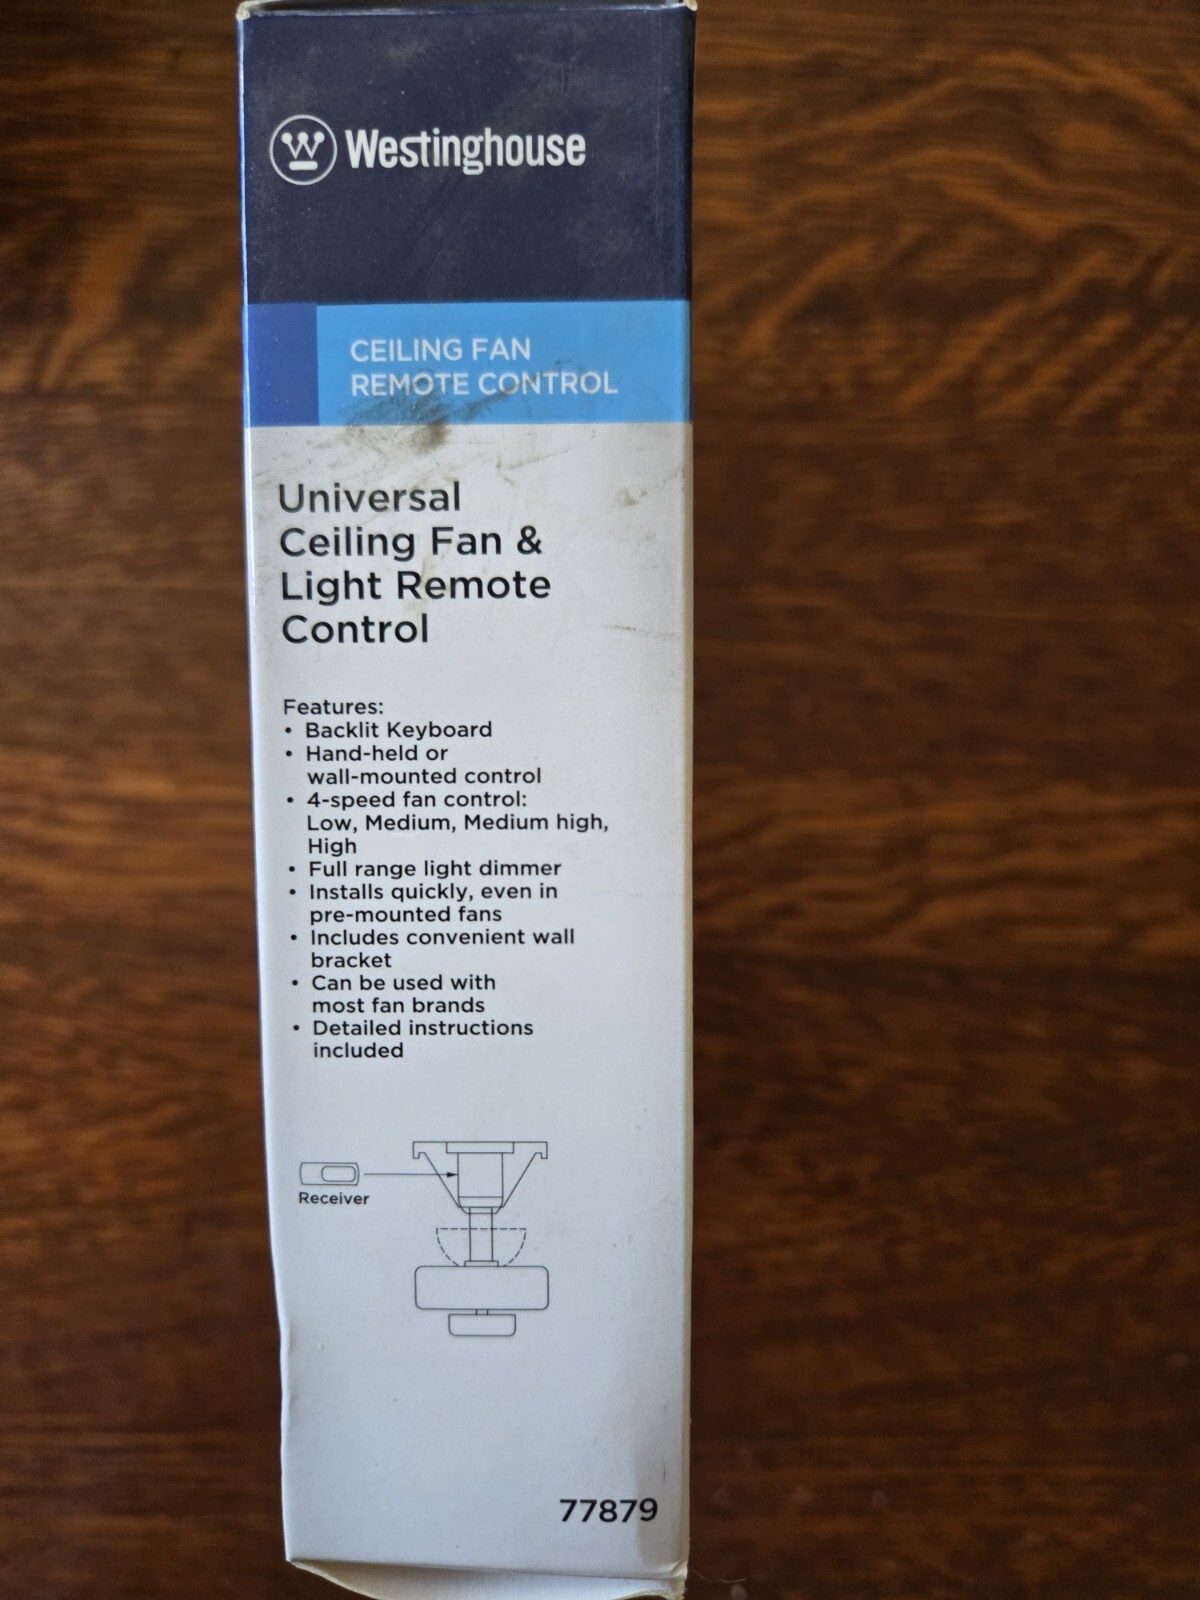 Westinghouse
CEILING FAN
REMOTE CONTROL
Universal
Ceiling Fan &
Light Remote
Control
Features:
• Backlit Keyboard
• Hand-held or
wall-mounted control
• 4-speed fan control:
Low, Medium, Medium high,
High
• Full range light dimmer
• Installs quickly, even in
pre-mounted fans
• Includes convenient wall
bracket
• Can be used with
most fan brands
• Detailed instructions
included
Receiver
77879